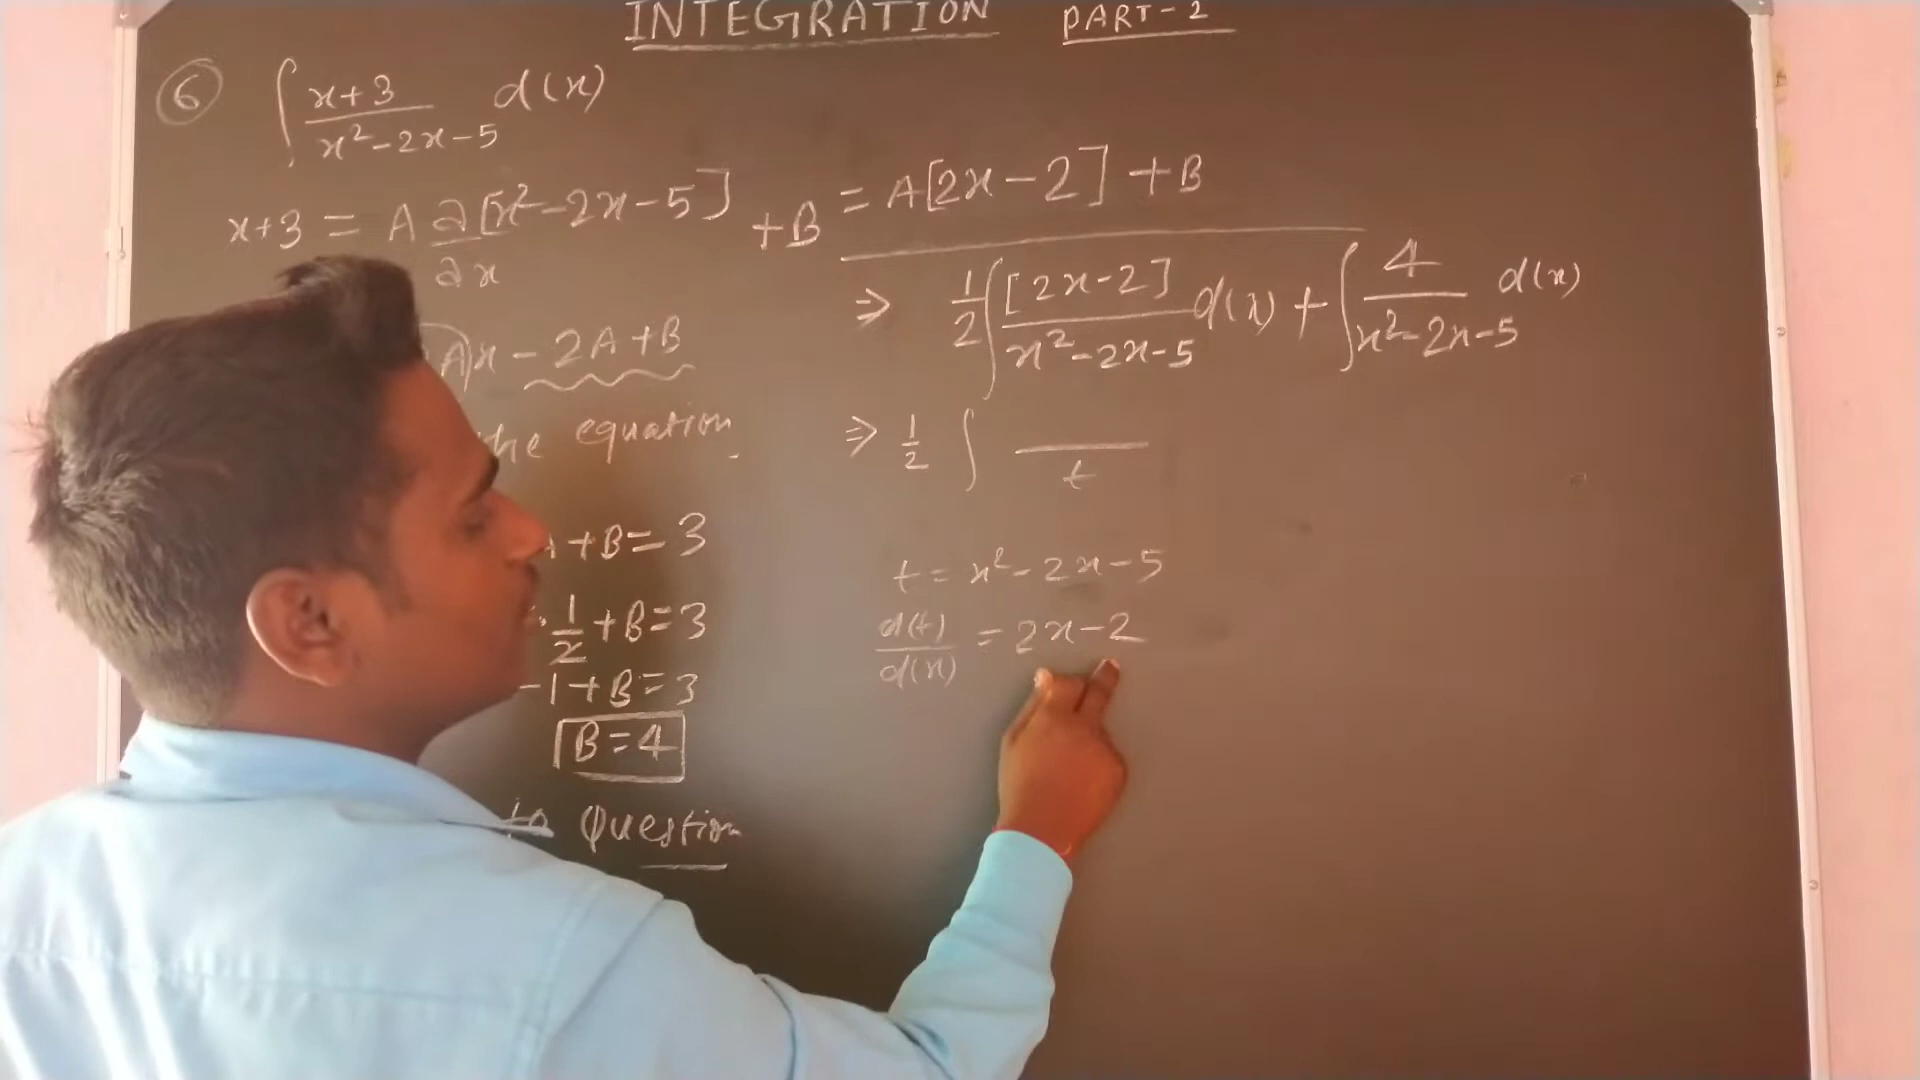 INTEGRATION PART-2
6 ∫ x+3 / x²-2x-5 d(x)
x+3 = A ∂[x²-2x-5] / ∂x +B = A[2x-2] +B
⇒ 1/2 ∫ [2x-2] / x²-2x-5 d(x) + ∫ 4 / x²-2x-5 d(x)
A)x - 2A+B
the equation
⇒ 1/2 ∫ / t
+B=3
t = x²-2x-5
1/2 +B=3
d(t) / d(x) = 2x-2
-1+B=3
B=4
to Question